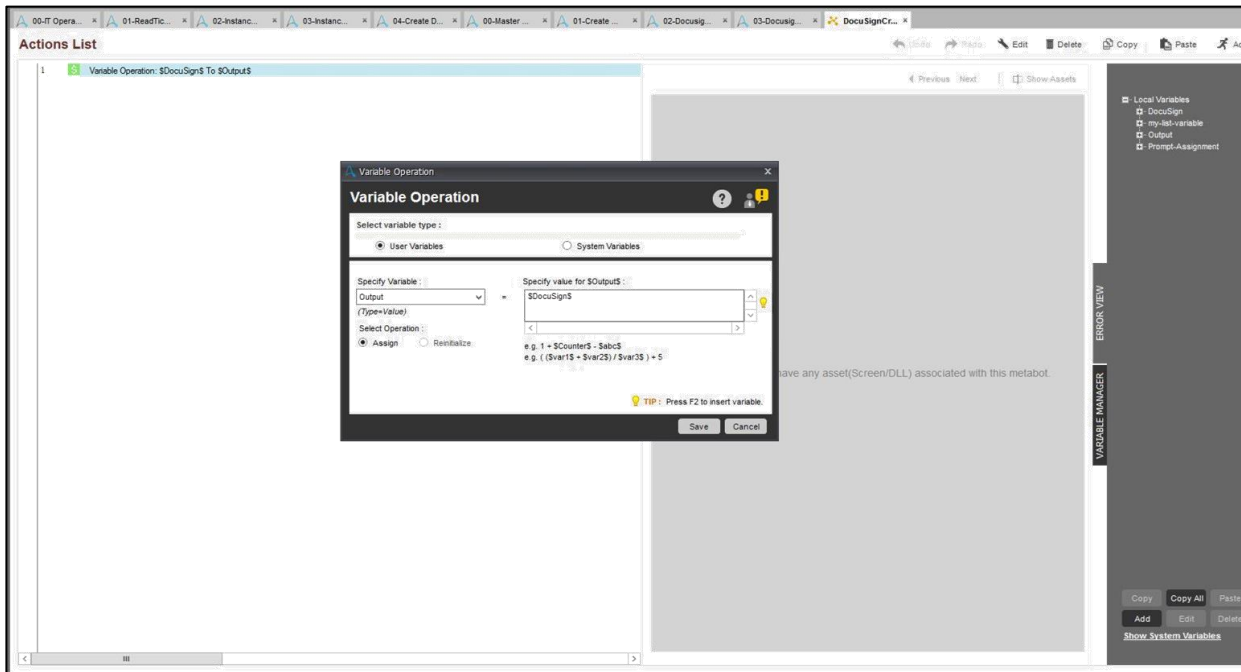 00-IT Opera...
01-ReadTic...
02-Instanc...
03-Instanc...
04-Create D...
00-Master ...
01-Create ...
02-Docusig...
03-Docusig...
DocuSignCr...
Actions List
Undo
Redo
Edit
Delete
Copy
Paste
1 Variable Operation: $DocuSign$ To $Output$
Previous Next
Show Assets
Local Variables
DocuSign
my-list-variable
Output
Prompt-Assignment
Variable Operation
Variable Operation
Select variable type :
User Variables
System Variables
Specify Variable :
Specify value for $Output$ :
Output
=
$DocuSign$
(Type=Value)
Select Operation :
Assign
Reinitialize
e.g. 1 + $Counter$ - $abc$
e.g. ( ($var1$ + $var2$) / $var3$ ) + 5
TIP : Press F2 to insert variable.
Save
Cancel
have any asset(Screen/DLL) associated with this metabot.
ERROR VIEW
VARIABLE MANAGER
Copy
Copy All
Paste
Add
Edit
Delete
Show System Variables